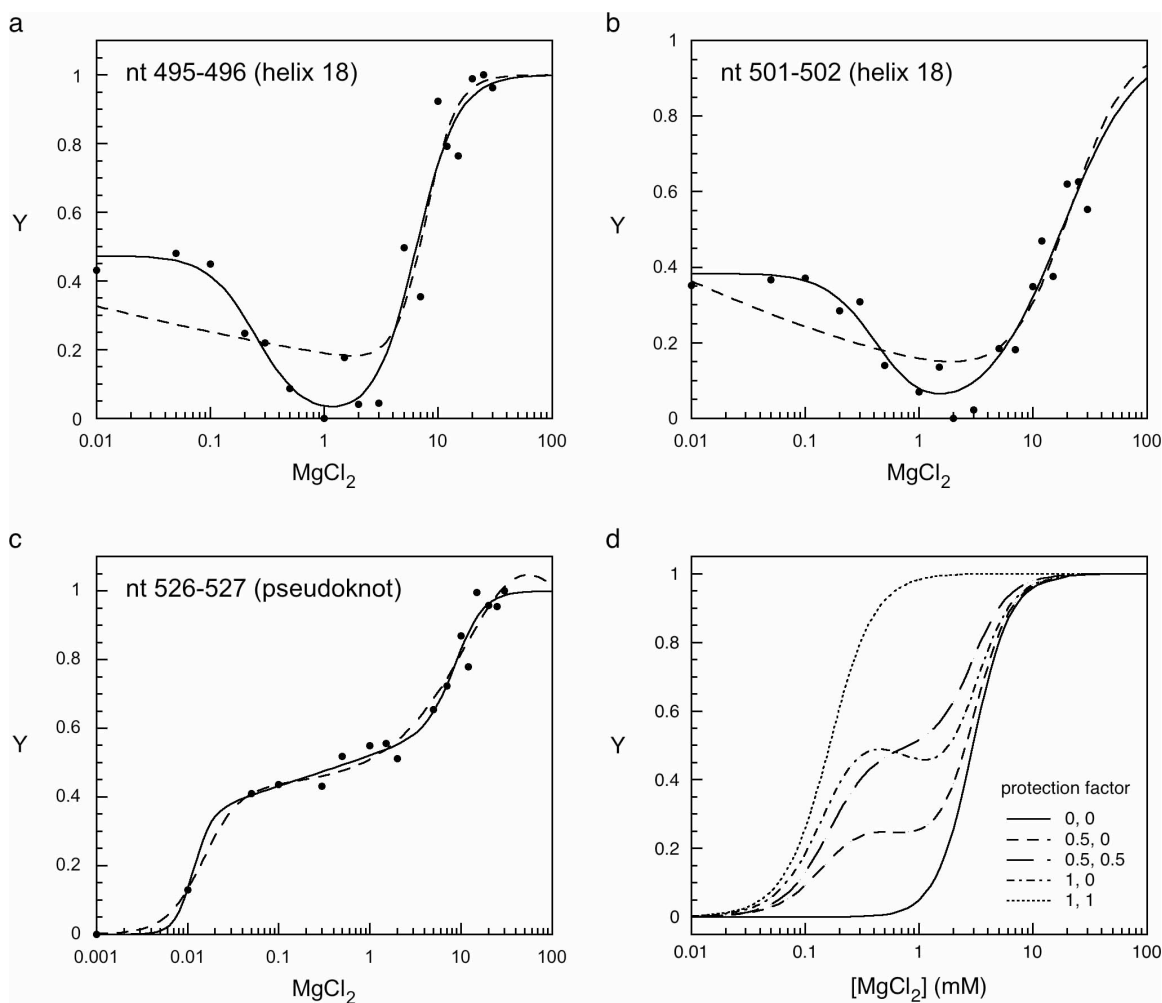 a
nt 495-496 (helix 18)
1
0.8
0.6
0.4
0.2
0
Y
0.01 0.1 1 10 100
MgCl2
b
nt 501-502 (helix 18)
1
0.8
0.6
0.4
0.2
0
Y
0.01 0.1 1 10 100
MgCl2
c
nt 526-527 (pseudoknot)
1
0.8
0.6
0.4
0.2
0
Y
0.001 0.01 0.1 1 10 100
MgCl2
d
1
0.8
0.6
0.4
0.2
0
Y
protection factor
0, 0
0.5, 0
0.5, 0.5
1, 0
1, 1
0.01 0.1 1 10 100
[MgCl2] (mM)